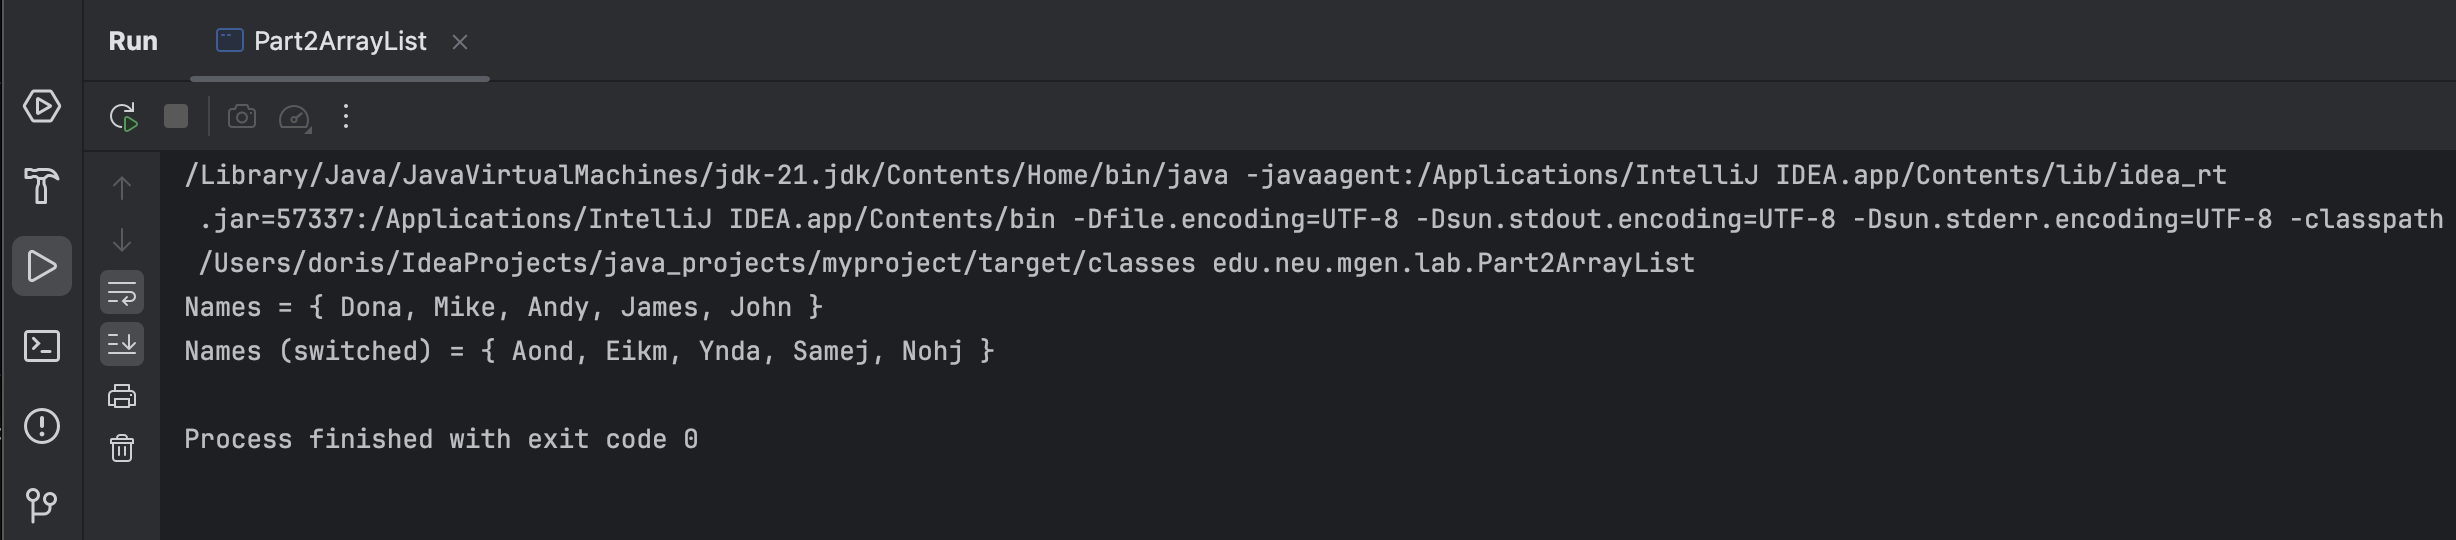 Run Part2ArrayList
/Library/Java/JavaVirtualMachines/jdk-21.jdk/Contents/Home/bin/java -javaagent:/Applications/IntelliJ IDEA.app/Contents/lib/idea_rt
.jar=57337:/Applications/IntelliJ IDEA.app/Contents/bin -Dfile.encoding=UTF-8 -Dsun.stdout.encoding=UTF-8 -Dsun.stderr.encoding=UTF-8 -classpath
/Users/doris/IdeaProjects/java_projects/myproject/target/classes edu.neu.mgen.lab.Part2ArrayList
Names = { Dona, Mike, Andy, James, John }
Names (switched) = { Aond, Eikm, Ynda, Samej, Nohj }
Process finished with exit code 0